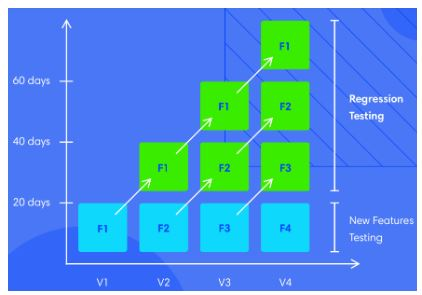 F1
60 days
F1
F2
Regression
Testing
40 days
F1
F2
F3
20 days
F1
F2
F3
F4
New Features
Testing
V1
V2
V3
V4